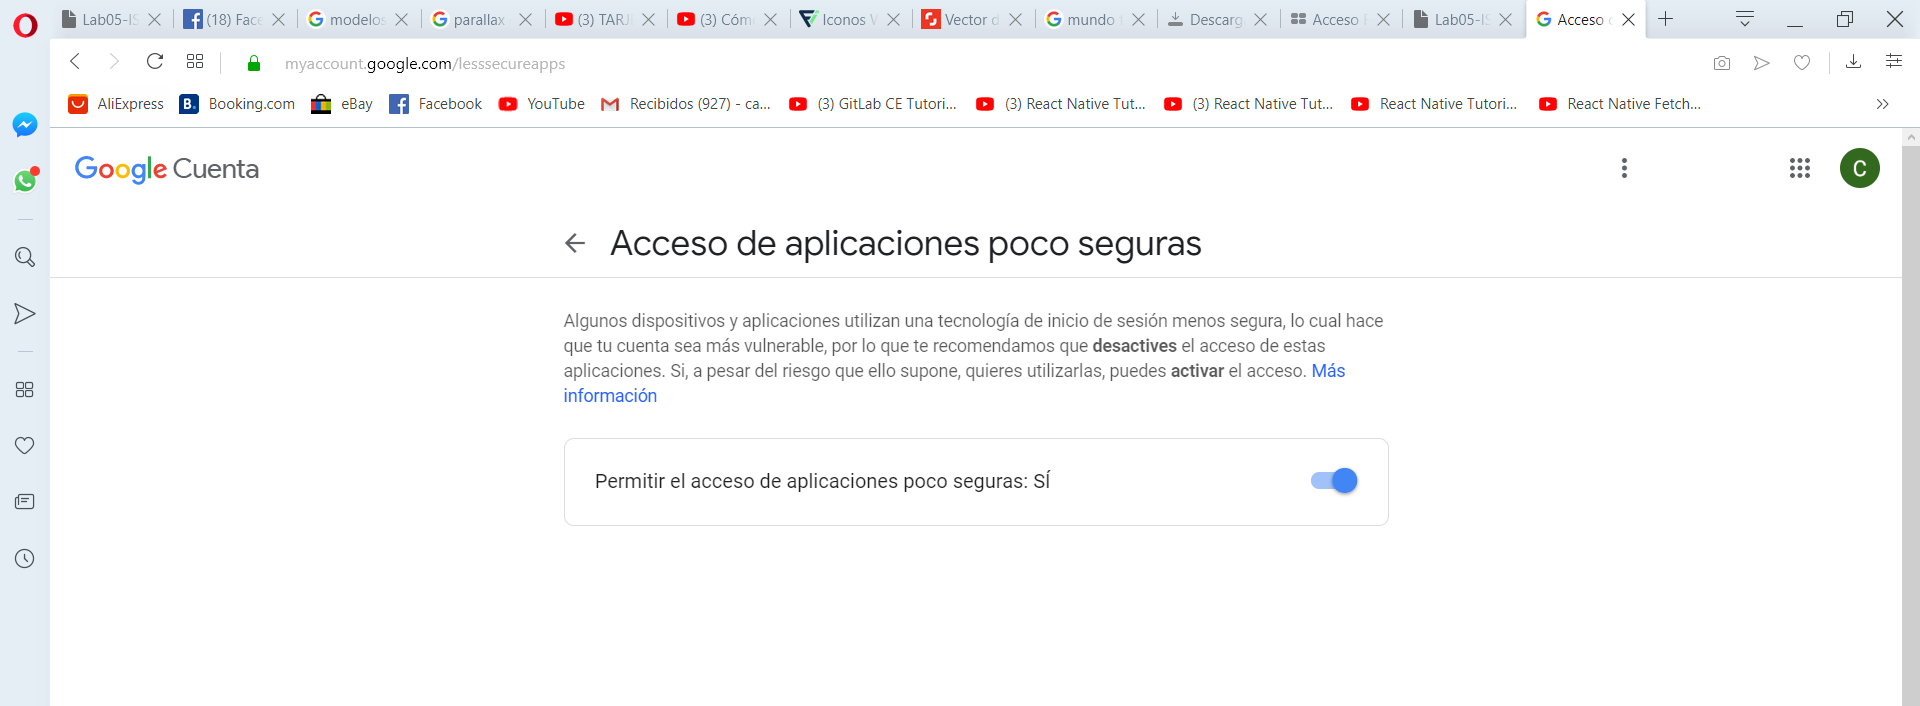 Lab05-IS
(18) Face
modelos
parallax
(3) TARJ
(3) Cóm
Iconos W
Vector d
mundo
Descarg
Acceso
Lab05-IS
Acceso
myaccount.google.com/lesssecureapps
AliExpress
B. Booking.com
eBay
Facebook
YouTube
Recibidos (927) - ca...
(3) GitLab CE Tutori...
(3) React Native Tut...
(3) React Native Tut...
React Native Tutori...
React Native Fetch...
Google Cuenta
C
Acceso de aplicaciones poco seguras
Algunos dispositivos y aplicaciones utilizan una tecnología de inicio de sesión menos segura, lo cual hace
que tu cuenta sea más vulnerable, por lo que te recomendamos que desactives el acceso de estas
aplicaciones. Si, a pesar del riesgo que ello supone, quieres utilizarlas, puedes activar el acceso. Más
información
Permitir el acceso de aplicaciones poco seguras: SÍ